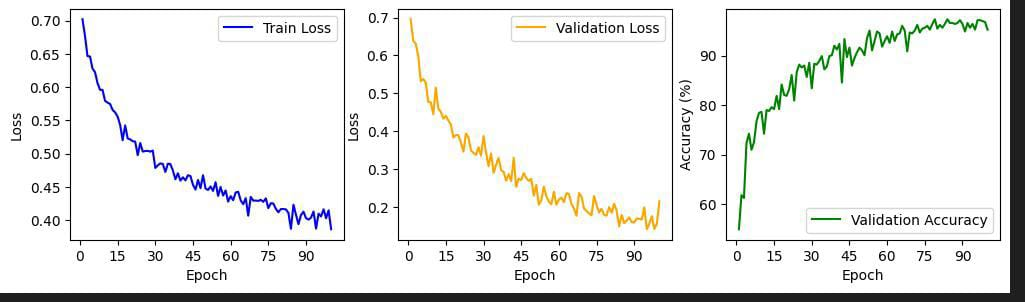 Train Loss
Loss
0.70
0.65
0.60
0.55
0.50
0.45
0.40
0 15 30 45 60 75 90
Epoch
Validation Loss
Loss
0.7
0.6
0.5
0.4
0.3
0.2
0 15 30 45 60 75 90
Epoch
Validation Accuracy
Accuracy (%)
90
80
70
60
0 15 30 45 60 75 90
Epoch